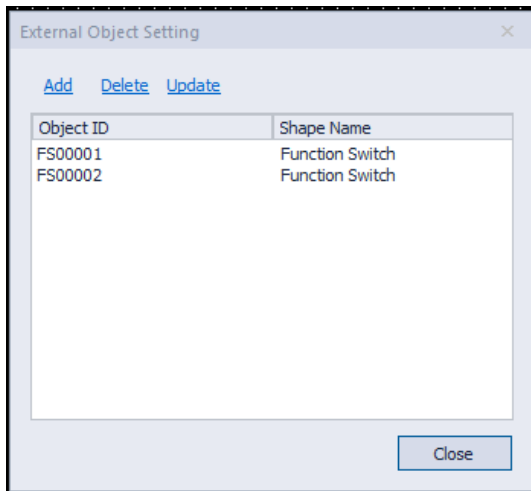 External Object Setting
Add Delete Update
Object ID Shape Name
FS00001 Function Switch
FS00002 Function Switch
Close